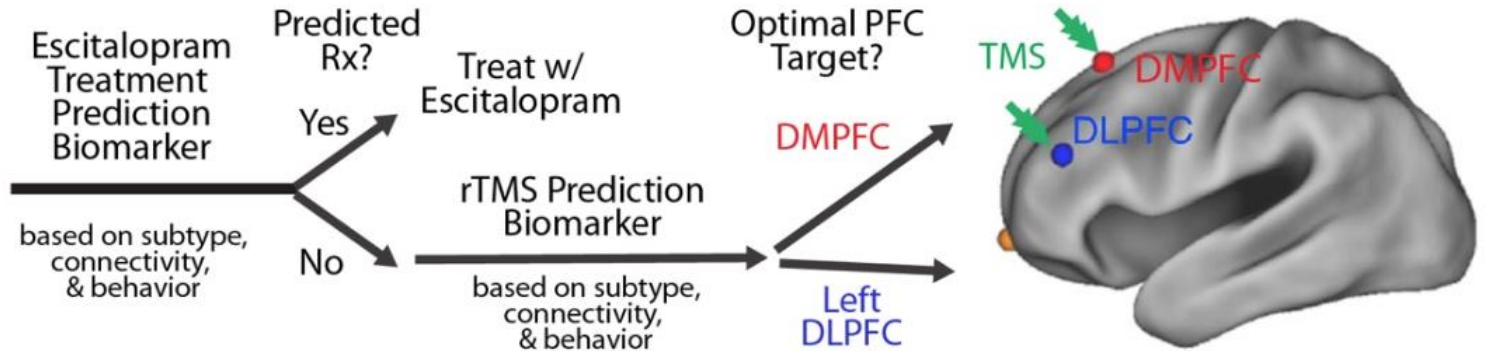 Escitalopram
Treatment
Prediction
Biomarker
based on subtype,
connectivity,
& behavior
Predicted
Rx?
Yes
No
Treat w/
Escitalopram
rTMS Prediction
Biomarker
based on subtype,
connectivity,
& behavior
Optimal PFC
Target?
DMPFC
Left
DLPFC
TMS
DMPFC
DLPFC